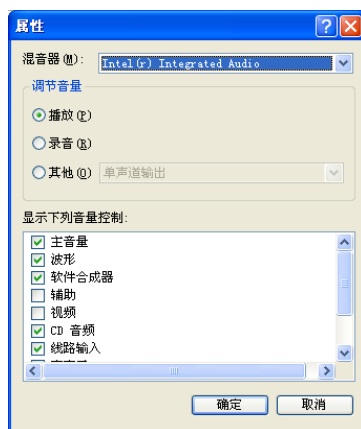 属性
混音器(M):
Intel(r) Integrated Audio
调节音量
播放(P)
录音(R)
其他(O)
单声道输出
显示下列音量控制:
主音量
波形
软件合成器
辅助
视频
CD 音频
线路输入
确定
取消